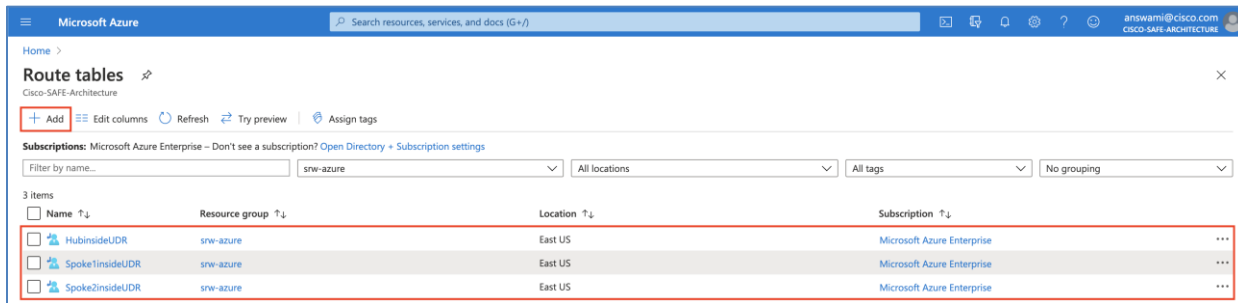 Microsoft Azure Search resources, services, and docs (G+/) answami@cisco.com
CISCO-SAFE-ARCHITECTURE
Home >
Route tables
Cisco-SAFE-Architecture
+ Add Edit columns Refresh Try preview Assign tags
Subscriptions: Microsoft Azure Enterprise – Don't see a subscription? Open Directory + Subscription settings
Filter by name... srw-azure All locations All tags No grouping
3 items
Name ↑↓ Resource group ↑↓ Location ↑↓ Subscription ↑↓
HubinsideUDR srw-azure East US Microsoft Azure Enterprise ...
Spoke1insideUDR srw-azure East US Microsoft Azure Enterprise ...
Spoke2insideUDR srw-azure East US Microsoft Azure Enterprise ...